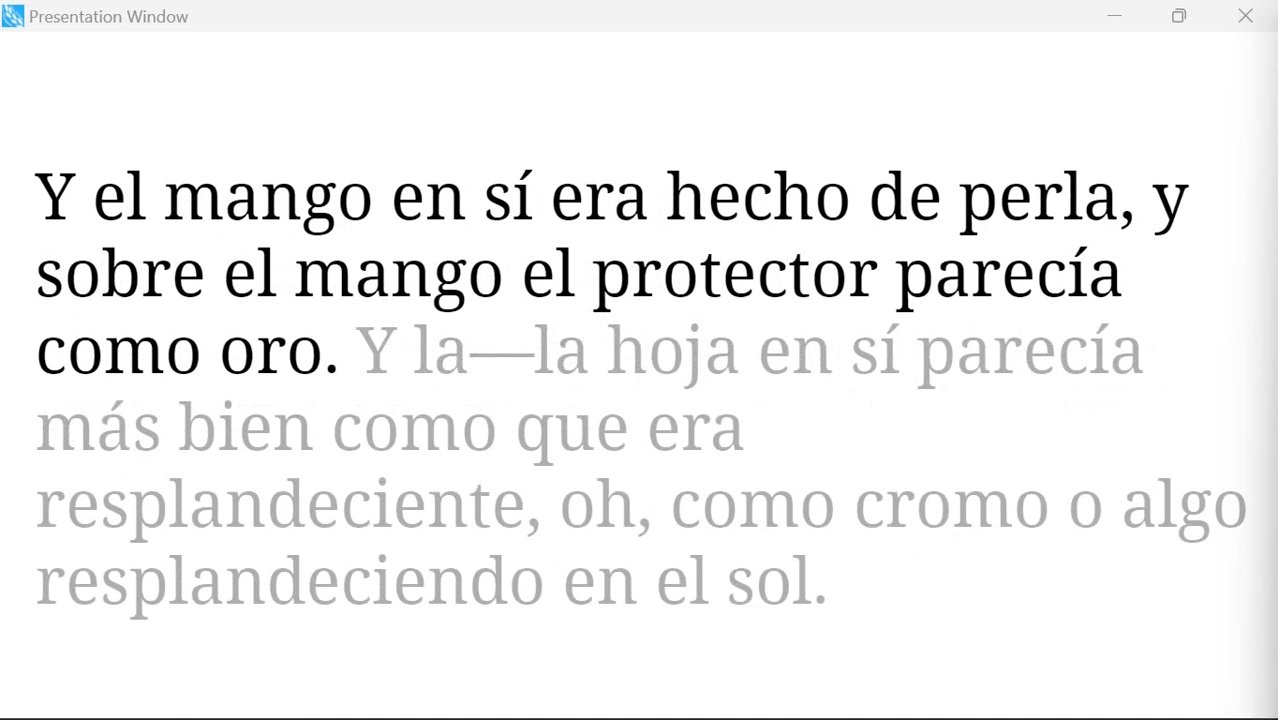 Presentation Window
Y el mango en sí era hecho de perla, y
sobre el mango el protector parecía
como oro. Y la—la hoja en sí parecía
más bien como que era
resplandeciente, oh, como cromo o algo
resplandeciendo en el sol.